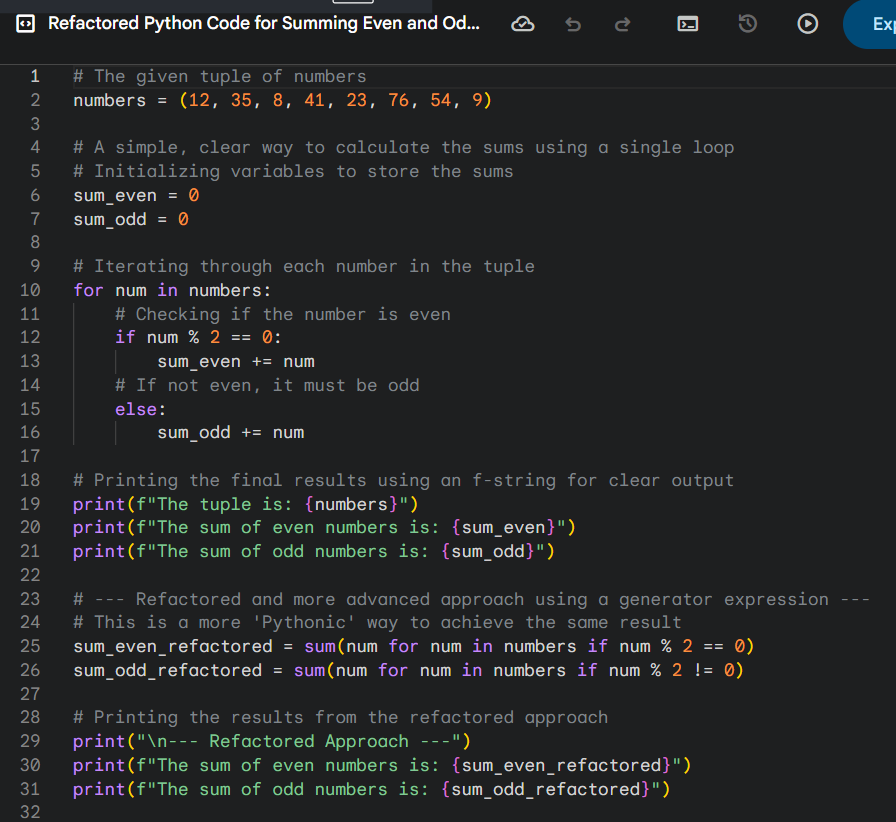 Refactored Python Code for Summing Even and Od...
Exp
1 # The given tuple of numbers
2 numbers = (12, 35, 8, 41, 23, 76, 54, 9)
3
4 # A simple, clear way to calculate the sums using a single loop
5 # Initializing variables to store the sums
6 sum_even = 0
7 sum_odd = 0
8
9 # Iterating through each number in the tuple
10 for num in numbers:
11     # Checking if the number is even
12     if num % 2 == 0:
13         sum_even += num
14     # If not even, it must be odd
15     else:
16         sum_odd += num
17
18 # Printing the final results using an f-string for clear output
19 print(f"The tuple is: {numbers}")
20 print(f"The sum of even numbers is: {sum_even}")
21 print(f"The sum of odd numbers is: {sum_odd}")
22
23 # --- Refactored and more advanced approach using a generator expression ---
24 # This is a more 'Pythonic' way to achieve the same result
25 sum_even_refactored = sum(num for num in numbers if num % 2 == 0)
26 sum_odd_refactored = sum(num for num in numbers if num % 2 != 0)
27
28 # Printing the results from the refactored approach
29 print("\n--- Refactored Approach ---")
30 print(f"The sum of even numbers is: {sum_even_refactored}")
31 print(f"The sum of odd numbers is: {sum_odd_refactored}")
32